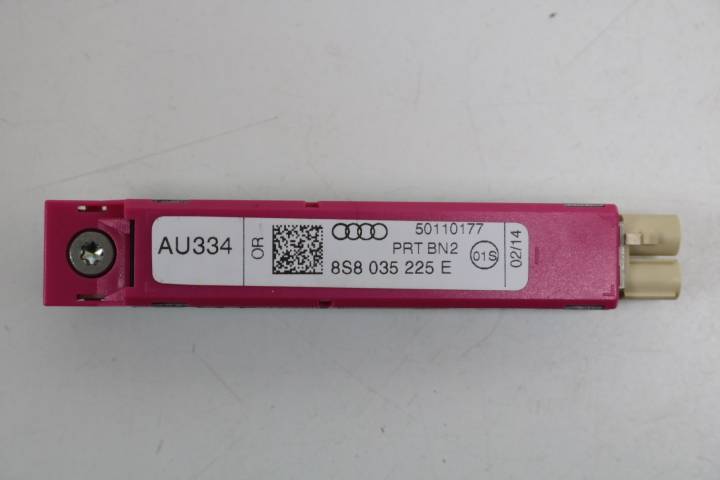 AU334
OR
50110177
PRT BN2
8S8 035 225 E
01S
02/14